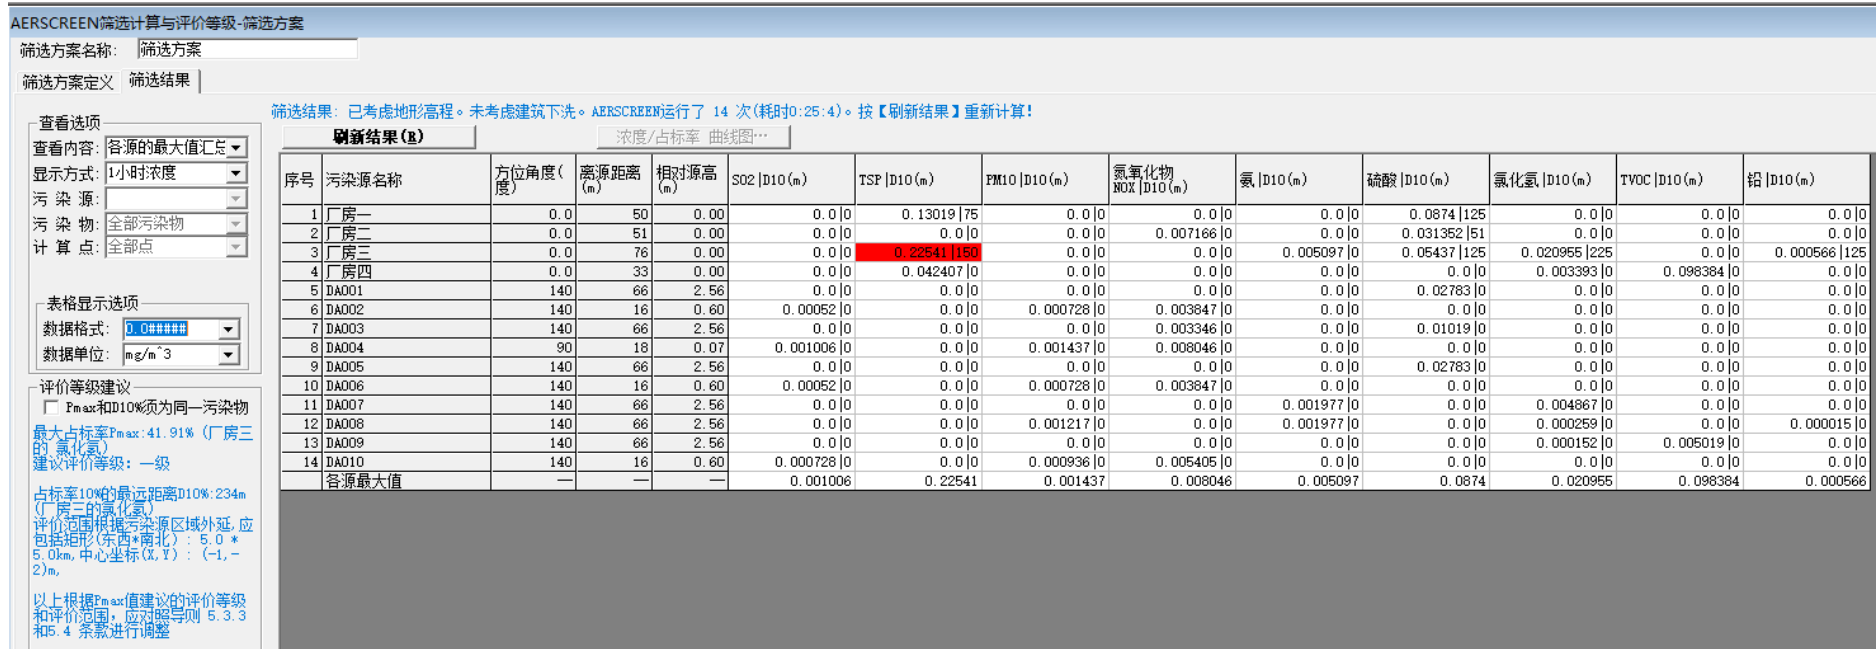 AERSCREEN筛选计算与评价等级-筛选方案
筛选方案名称: 筛选方案
筛选方案定义 筛选结果
筛选结果: 已考虑地形高程。未考虑建筑下洗。AERSCREEN运行了 14 次(耗时0:25:4)。按【刷新结果】重新计算!
刷新结果(R) 浓度/占标率 曲线图…
查看选项
查看内容: 各源的最大值汇总
显示方式: 1小时浓度
污 染 源:
污 染 物: 全部污染物
计 算 点: 全部点
表格显示选项
数据格式: 0.0#####
数据单位: mg/m^3
评价等级建议
Pmax和D10%须为同一污染物
最大占标率Pmax:41.91% (厂房三
的 氯化氢)
建议评价等级: 一级
占标率10%的最远距离D10%:234m
(厂房三的氯化氢)
评价范围根据污染源区域外延,应
包括矩形(东西*南北) : 5.0 *
5.0km,中心坐标(X,Y) : (-1,-
2)m,
以上根据Pmax值建议的评价等级
和评价范围, 应对照导则 5.3.3
和5.4 条款进行调整
序号 污染源名称 方位角度(度) 离源距离(m) 相对源高(m) SO2|D10(m) TSP|D10(m) PM10|D10(m) 氮氧化物NOX|D10(m) 氨|D10(m) 硫酸|D10(m) 氯化氢|D10(m) TVOC|D10(m) 铅|D10(m)
1 厂房一 0.0 50 0.00 0.0|0 0.13019|75 0.0|0 0.0|0 0.0|0 0.0874|125 0.0|0 0.0|0 0.0|0
2 厂房二 0.0 51 0.00 0.0|0 0.0|0 0.0|0 0.007166|0 0.0|0 0.031352|51 0.0|0 0.0|0 0.0|0
3 厂房三 0.0 76 0.00 0.0|0 0.22541|150 0.0|0 0.0|0 0.005097|0 0.05437|125 0.020955|225 0.0|0 0.000566|125
4 厂房四 0.0 33 0.00 0.0|0 0.042407|0 0.0|0 0.0|0 0.0|0 0.0|0 0.003393|0 0.098384|0 0.0|0
5 DA001 140 66 2.56 0.0|0 0.0|0 0.0|0 0.0|0 0.0|0 0.02783|0 0.0|0 0.0|0 0.0|0
6 DA002 140 16 0.60 0.00052|0 0.0|0 0.000728|0 0.003847|0 0.0|0 0.0|0 0.0|0 0.0|0 0.0|0
7 DA003 140 66 2.56 0.0|0 0.0|0 0.0|0 0.003346|0 0.0|0 0.01019|0 0.0|0 0.0|0 0.0|0
8 DA004 90 18 0.07 0.001006|0 0.0|0 0.001437|0 0.008046|0 0.0|0 0.0|0 0.0|0 0.0|0 0.0|0
9 DA005 140 66 2.56 0.0|0 0.0|0 0.0|0 0.0|0 0.0|0 0.02783|0 0.0|0 0.0|0 0.0|0
10 DA006 140 16 0.60 0.00052|0 0.0|0 0.000728|0 0.003847|0 0.0|0 0.0|0 0.0|0 0.0|0 0.0|0
11 DA007 140 66 2.56 0.0|0 0.0|0 0.0|0 0.0|0 0.001977|0 0.0|0 0.004867|0 0.0|0 0.0|0
12 DA008 140 66 2.56 0.0|0 0.0|0 0.001217|0 0.0|0 0.001977|0 0.0|0 0.000259|0 0.0|0 0.000015|0
13 DA009 140 66 2.56 0.0|0 0.0|0 0.0|0 0.0|0 0.0|0 0.0|0 0.000152|0 0.005019|0 0.0|0
14 DA010 140 16 0.60 0.000728|0 0.0|0 0.000936|0 0.005405|0 0.0|0 0.0|0 0.0|0 0.0|0 0.0|0
各源最大值 — — — 0.001006 0.22541 0.001437 0.008046 0.005097 0.0874 0.020955 0.098384 0.000566